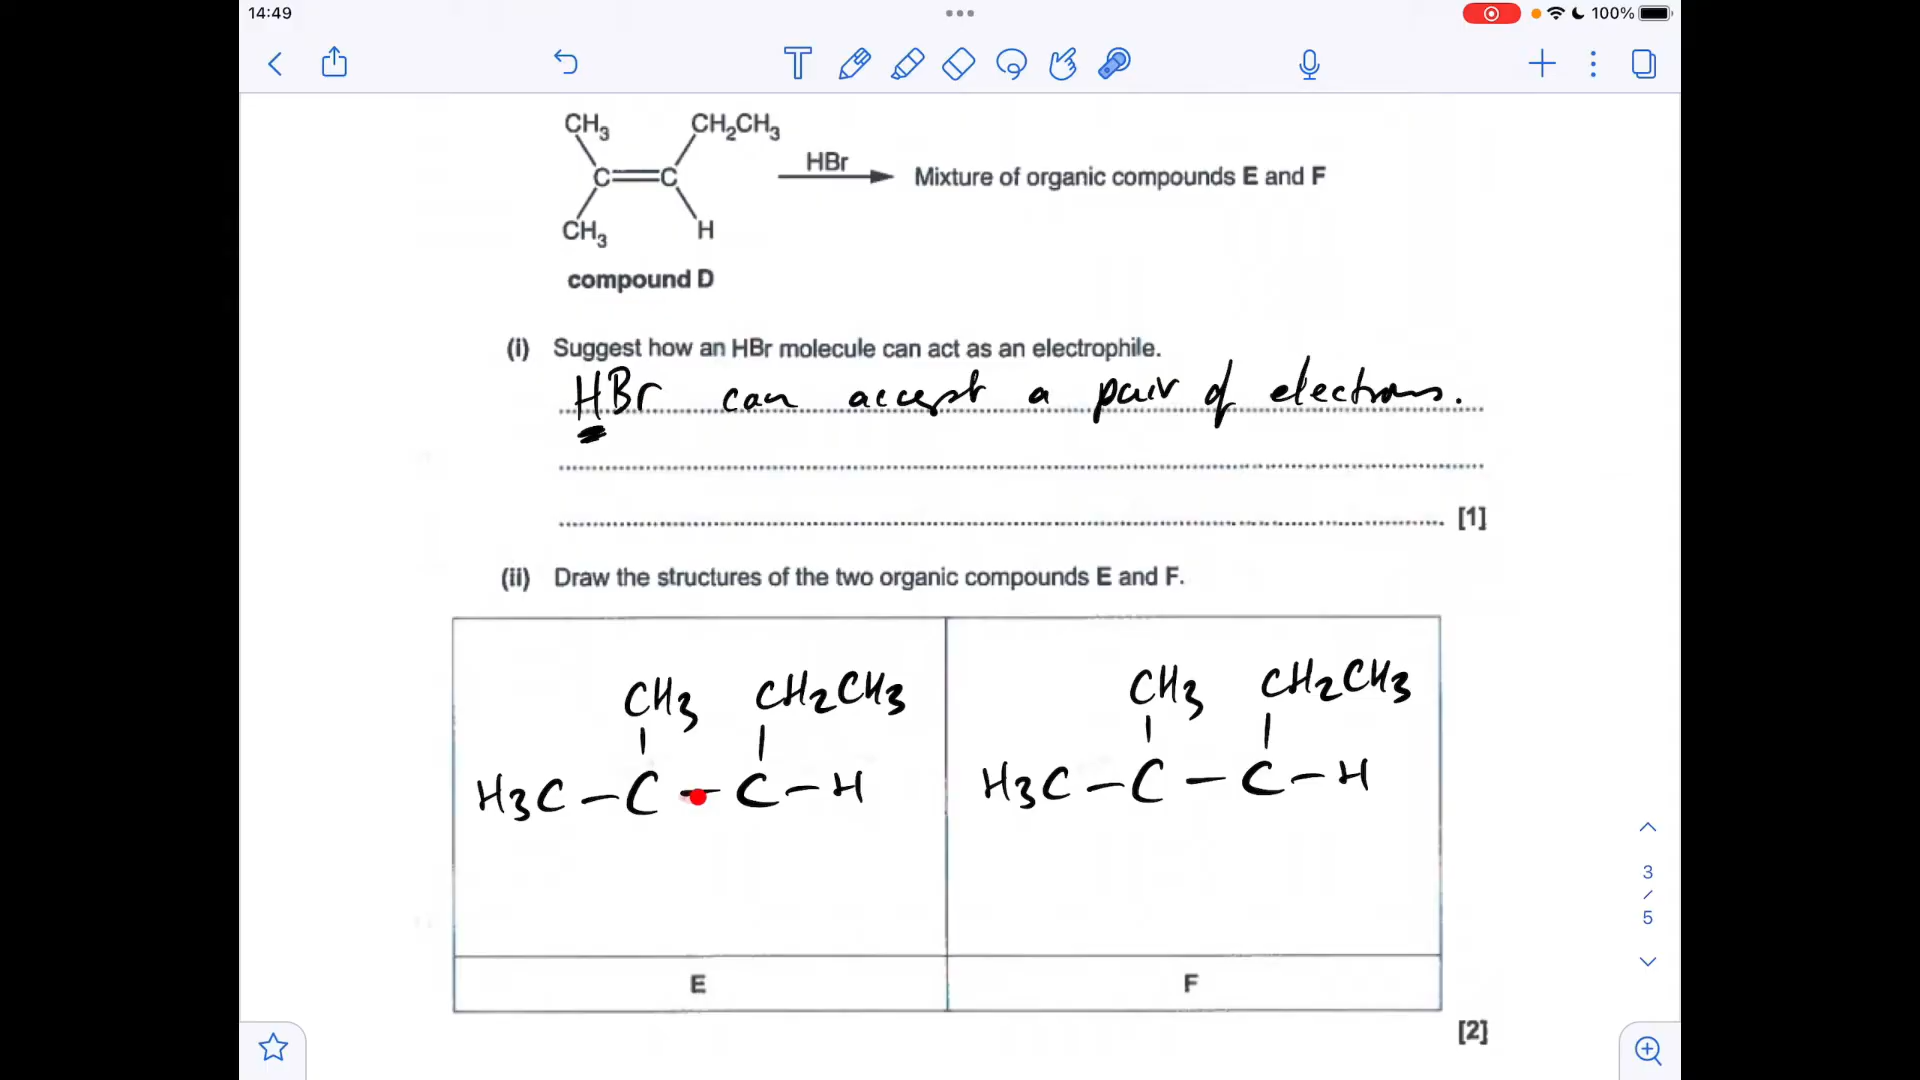 14:49
100%
CH3 CH2CH3
C C
CH3 H
HBr
Mixture of organic compounds E and F
compound D
(i) Suggest how an HBr molecule can act as an electrophile.
HBr can accept a pair of electrons.
[1]
(ii) Draw the structures of the two organic compounds E and F.
CH3 CH2CH3
H3C - C - C - H
CH3 CH2CH3
H3C - C - C - H
E F
[2]
3
/
5